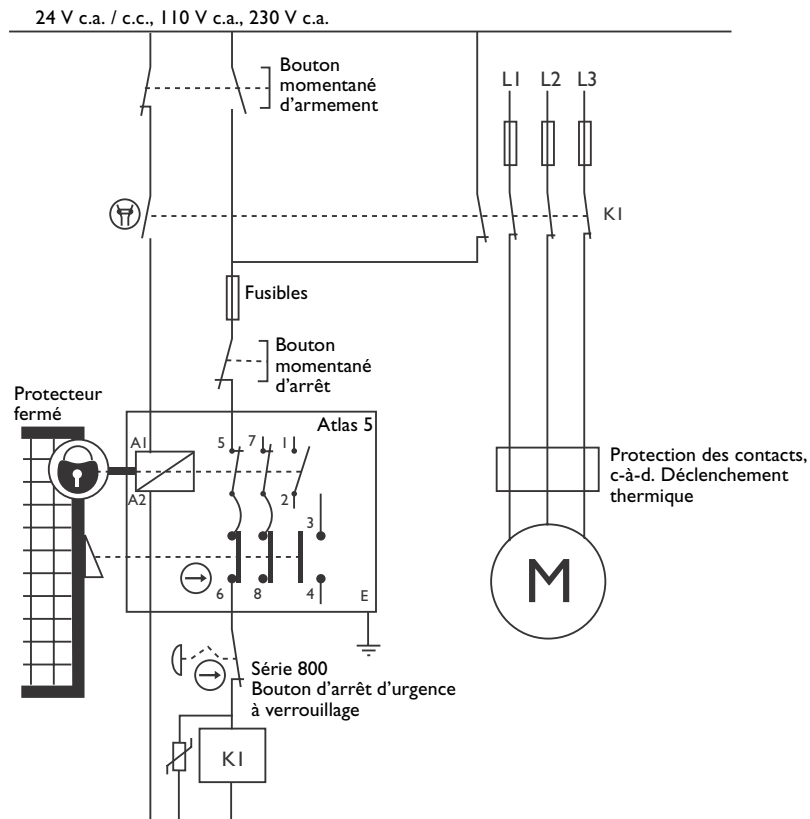 24 V c.a. / c.c., 110 V c.a., 230 V c.a.
Bouton
momentané
d'armement
L1 L2 L3
K1
Fusibles
Bouton
momentané
d'arrêt
Protecteur
fermé
Atlas 5
A1 5 7 1
A2 2
3
6 8 4 E
Protection des contacts,
c-à-d. Déclenchement
thermique
M
Série 800
Bouton d'arrêt d'urgence
à verrouillage
K1